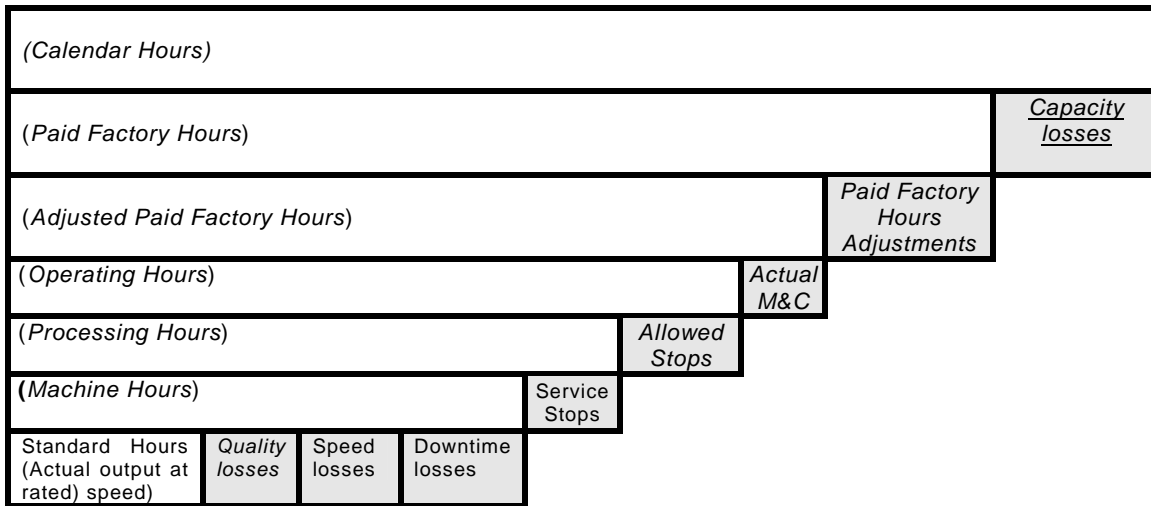 (Calendar Hours)
(Paid Factory Hours)
Capacity
losses
(Adjusted Paid Factory Hours)
Paid Factory
Hours
Adjustments
(Operating Hours)
Actual
M&C
(Processing Hours)
Allowed
Stops
(Machine Hours)
Service
Stops
Standard Hours
(Actual output at
rated) speed)
Quality
losses
Speed
losses
Downtime
losses